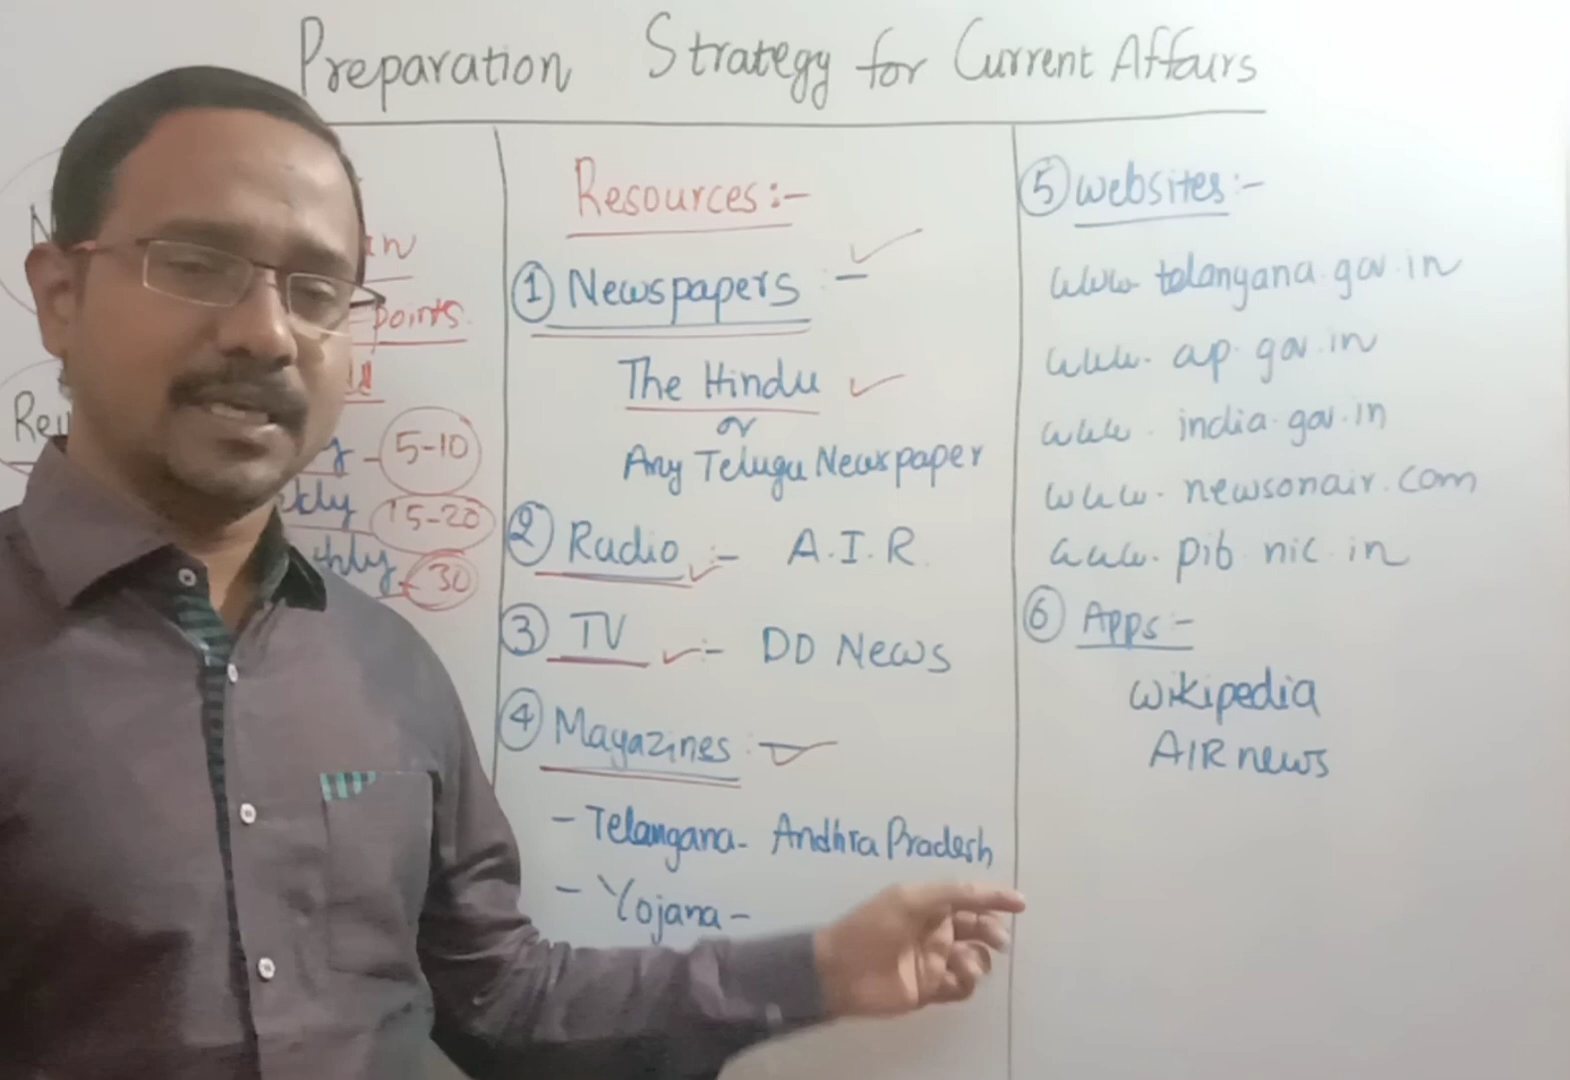 Preparation Strategy for Current Affairs
points
5-10
15-20
30
Resources:-
① Newspapers :-
The Hindu
or
Any Telugu Newspaper
② Radio :- A.I.R.
③ TV :- DD News
④ Magazines :-
- Telangana- Andhra Pradesh
- Yojana-
⑤ Websites:-
www. telangana.gov.in
www. ap. gov.in
www. india.gov.in
www. newsonair.com
www. pib nic.in
⑥ Apps:-
Wikipedia
AIR news